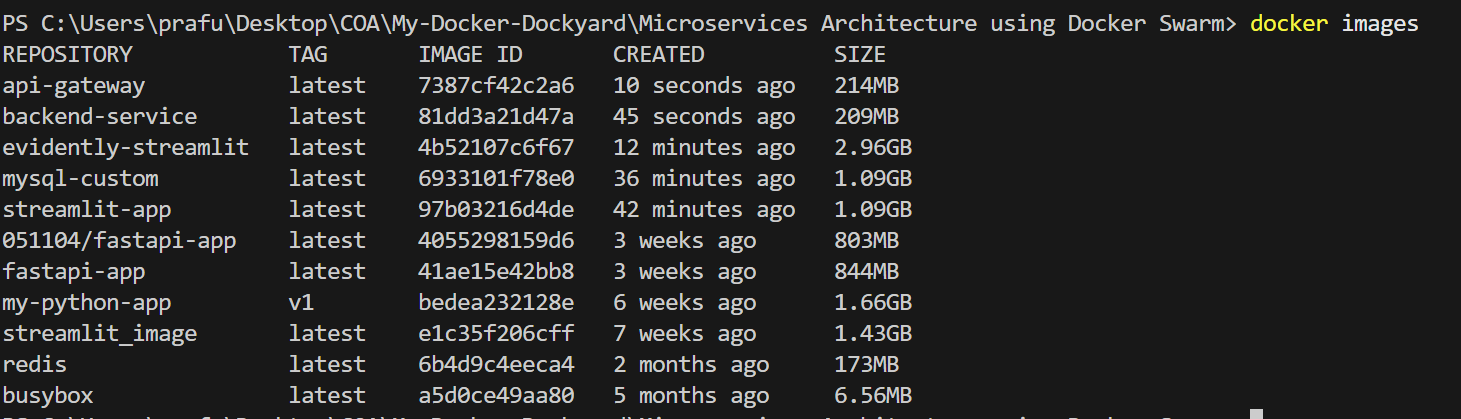 PS C:\Users\prafu\Desktop\COA\My-Docker-Dockyard\Microservices Architecture using Docker Swarm> docker images
REPOSITORY TAG IMAGE ID CREATED SIZE
api-gateway latest 7387cf42c2a6 10 seconds ago 214MB
backend-service latest 81dd3a21d47a 45 seconds ago 209MB
evidently-streamlit latest 4b52107c6f67 12 minutes ago 2.96GB
mysql-custom latest 6933101f78e0 36 minutes ago 1.09GB
streamlit-app latest 97b03216d4de 42 minutes ago 1.09GB
051104/fastapi-app latest 4055298159d6 3 weeks ago 803MB
fastapi-app latest 41ae15e42bb8 3 weeks ago 844MB
my-python-app v1 bedea232128e 6 weeks ago 1.66GB
streamlit_image latest e1c35f206cff 7 weeks ago 1.43GB
redis latest 6b4d9c4eeca4 2 months ago 173MB
busybox latest a5d0ce49aa80 5 months ago 6.56MB